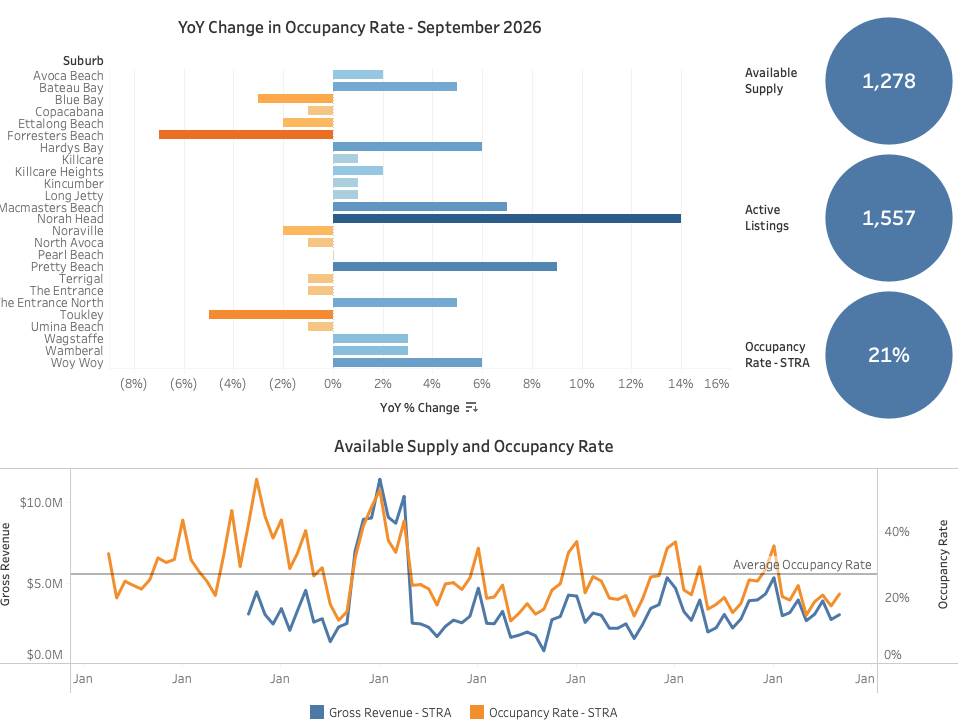 YoY Change in Occupancy Rate - September 2026
Suburb
Avoca Beach
Bateau Bay
Blue Bay
Copacabana
Ettalong Beach
Forresters Beach
Hardys Bay
Killcare
Killcare Heights
Kincumber
Long Jetty
Macmasters Beach
Norah Head
Noraville
North Avoca
Pearl Beach
Pretty Beach
Terrigal
The Entrance
he Entrance North
Toukley
Umina Beach
Wagstaffe
Wamberal
Woy Woy
(8%) (6%) (4%) (2%) 0% 2% 4% 6% 8% 10% 12% 14% 16%
YoY % Change
Available
Supply
1,278
Active
Listings
1,557
Occupancy
Rate - STRA
21%
Available Supply and Occupancy Rate
Gross Revenue
$10.0M
$5.0M
$0.0M
Average Occupancy Rate
40%
20%
0%
Occupancy Rate
Jan Jan Jan Jan Jan Jan Jan Jan Jan
Gross Revenue - STRA Occupancy Rate - STRA